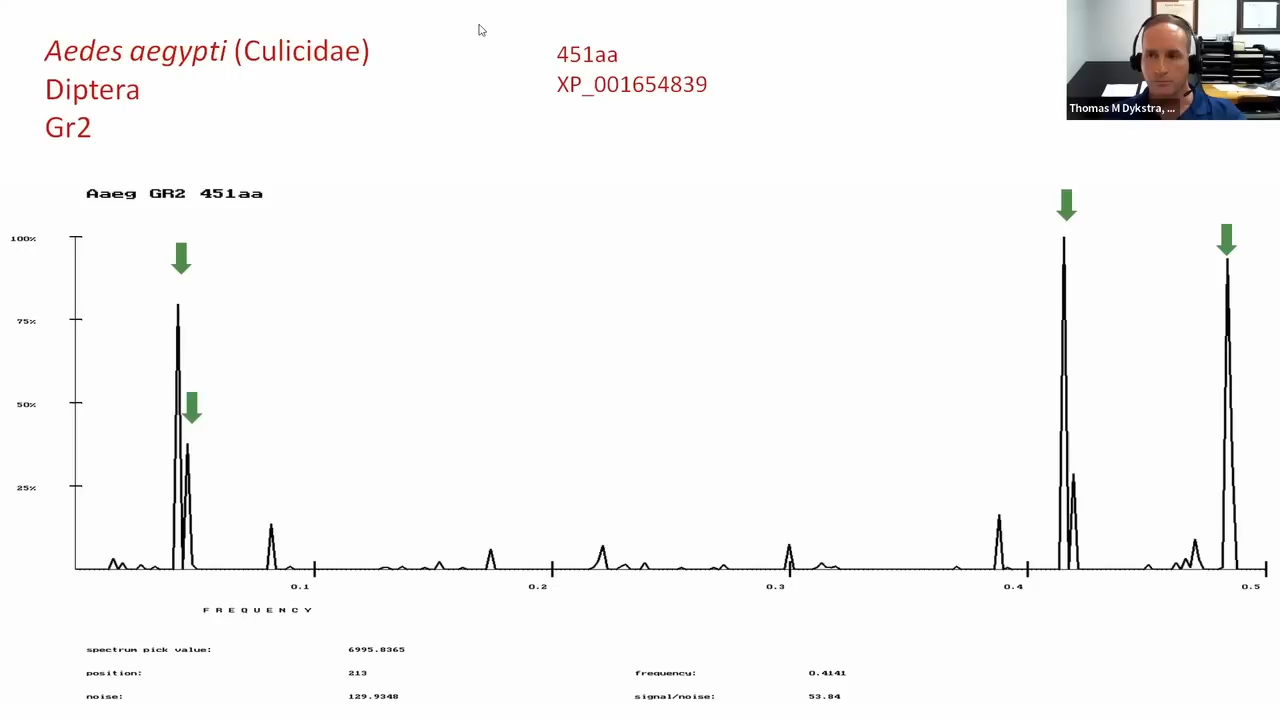 Aedes aegypti (Culicidae)
Diptera
Gr2
451aa
XP_001654839
Thomas M Dykstra, ...
Aaeg GR2 451aa
100%
75%
50%
25%
0.1
0.2
0.3
0.4
0.5
FREQUENCY
spectrum pick value: 6995.8365
position: 213 frequency: 0.4141
noise: 129.9348 signal/noise: 53.84